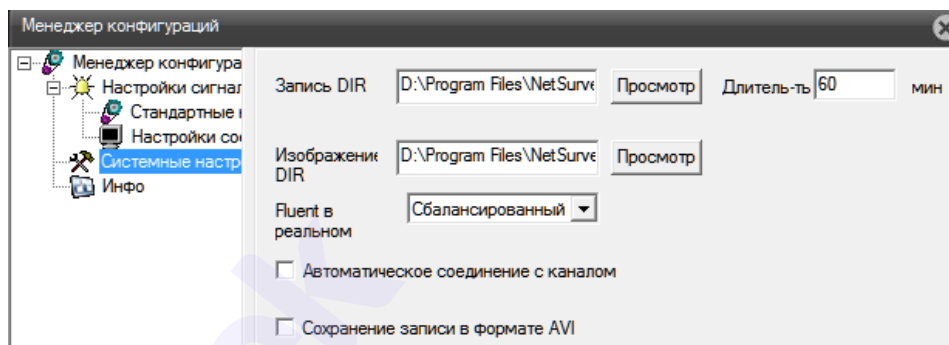 Менеджер конфигураций
Менеджер конфигура
Настройки сигнал
Стандартные
Настройки со
Системные настр
Инфо
Запись DIR
D:\Program Files\NetSurve
Просмотр
Длитель-ть
60
мин
Изображение
DIR
D:\Program Files\NetSurve
Просмотр
Fluent в
реальном
Сбалансированный
Автоматическое соединение с каналом
Сохранение записи в формате AVI